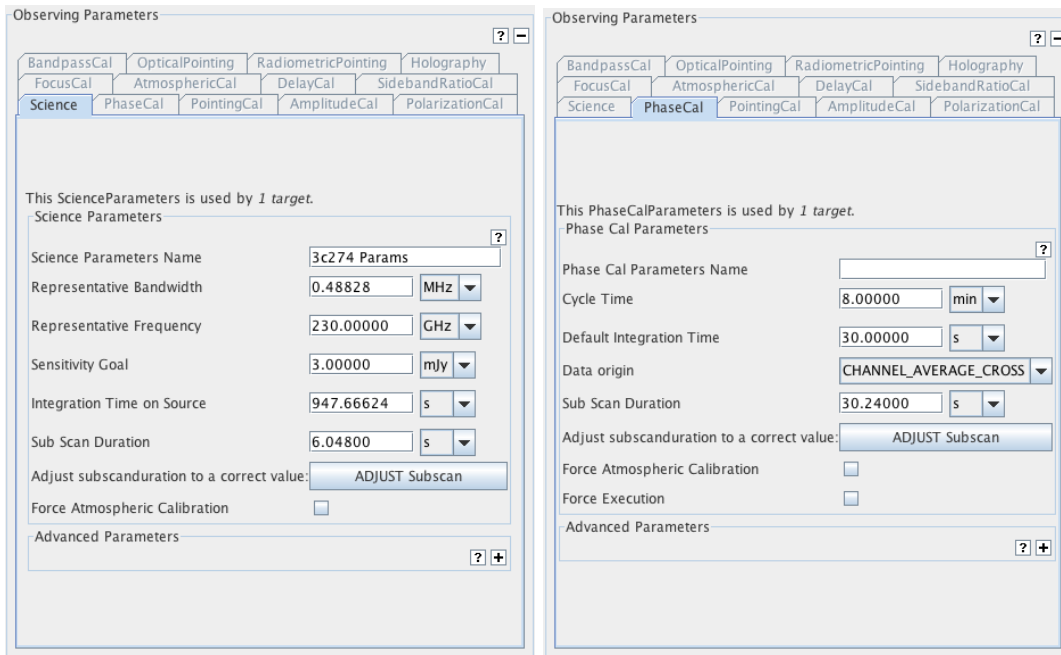 Observing Parameters
? −
BandpassCal OpticalPointing RadiometricPointing Holography
FocusCal AtmosphericCal DelayCal SidebandRatioCal
Science PhaseCal PointingCal AmplitudeCal PolarizationCal
This ScienceParameters is used by 1 target.
Science Parameters
?
Science Parameters Name 3c274 Params
Representative Bandwidth 0.48828 MHz
Representative Frequency 230.00000 GHz
Sensitivity Goal 3.00000 mJy
Integration Time on Source 947.66624 s
Sub Scan Duration 6.04800 s
Adjust subscanduration to a correct value: ADJUST Subscan
Force Atmospheric Calibration
Advanced Parameters
? +
Observing Parameters
? −
BandpassCal OpticalPointing RadiometricPointing Holography
FocusCal AtmosphericCal DelayCal SidebandRatioCal
Science PhaseCal PointingCal AmplitudeCal PolarizationCal
This PhaseCalParameters is used by 1 target.
Phase Cal Parameters
?
Phase Cal Parameters Name
Cycle Time 8.00000 min
Default Integration Time 30.00000 s
Data origin CHANNEL_AVERAGE_CROSS
Sub Scan Duration 30.24000 s
Adjust subscanduration to a correct value: ADJUST Subscan
Force Atmospheric Calibration
Force Execution
Advanced Parameters
? +